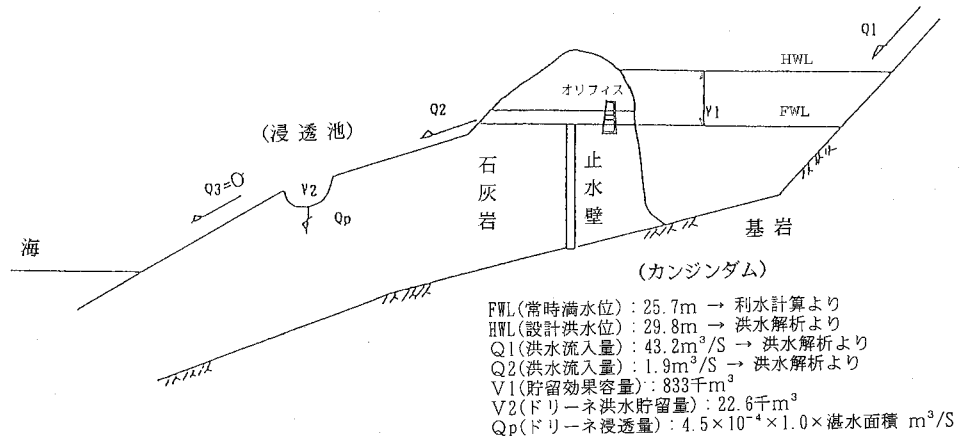 Q1
HWL
オリフィス
V1
Q2
FWL
(浸透池)
石灰岩
止水壁
Q3=0
V2
Qp
海
基岩
(カンジンダム)
FWL(常時満水位):25.7m → 利水計算より
HWL(設計洪水位):29.8m → 洪水解析より
Q1(洪水流入量):43.2m³/S → 洪水解析より
Q2(洪水流入量):1.9m³/S → 洪水解析より
V1(貯留効果容量):833千m³
V2(ドリーネ洪水貯留量):22.6千m³
Qp(ドリーネ浸透量):4.5×10⁻⁴×1.0×湛水面積 m³/S